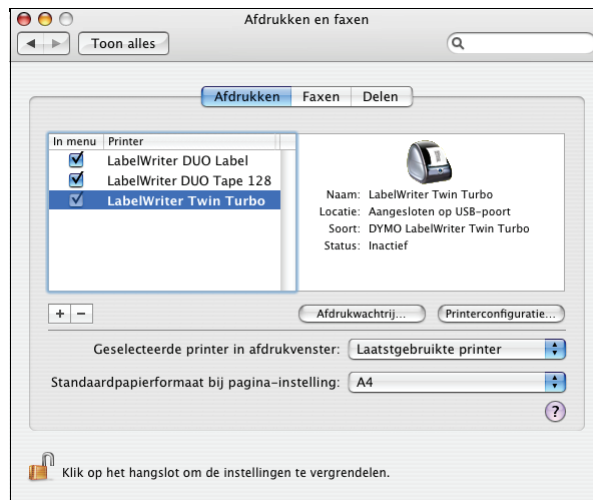 Afdrukken en faxen
Toon alles
Afdrukken Faxen Delen
In menu Printer
LabelWriter DUO Label
LabelWriter DUO Tape 128
LabelWriter Twin Turbo
Naam: LabelWriter Twin Turbo
Locatie: Aangesloten op USB-poort
Soort: DYMO LabelWriter Twin Turbo
Status: Inactief
+ −
Afdrukwachtrij... Printerconfiguratie...
Geselecteerde printer in afdrukvenster: Laatstgebruikte printer
Standaardpapierformaat bij pagina-instelling: A4
?
Klik op het hangslot om de instellingen te vergrendelen.